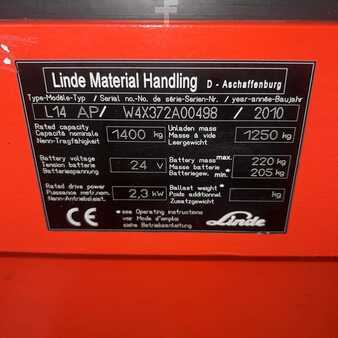 Linde Material Handling D - Aschaffenburg
Type-Modèle-Typ / Serial no.-No. de série-Serien-Nr. / year-année-Baujahr
L14 AP / W4X372A00498 / 2010
Rated capacity Unladen mass
Capacité nominale 1400 kg Masse à vide 1250 kg
Nenn-Tragfähigkeit Leergewicht
Battery voltage Battery mass max. 220 kg
Tension batterie 24 V Masse batterie
Batteriespannung Batteriegew. min. 205 kg
Rated drive power Ballast weight *
Puissance motr. nom. 2,3 kW Poids additionnel kg
Nenn-Antriebsleist. Zusatzgewicht
CE *see Operating instructions
voir Mode d'emploi
siehe Betriebsanleitung
Linde